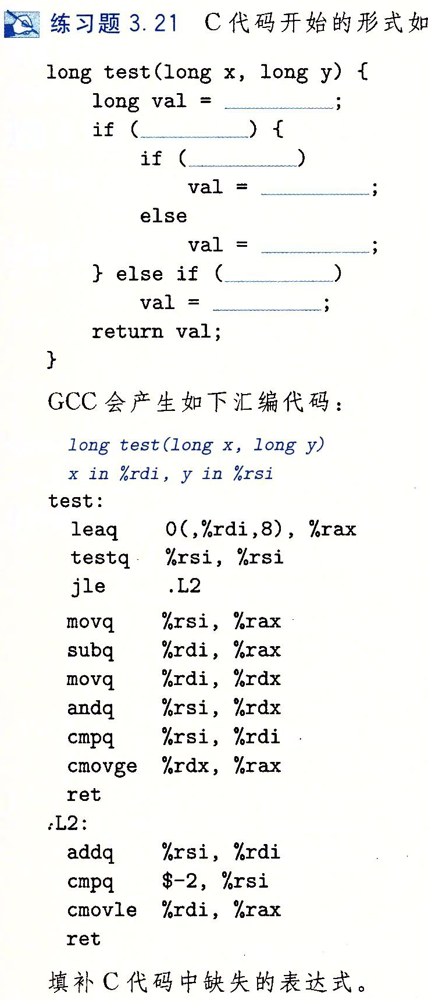 练习题 3.21 C 代码开始的形式如
long test(long x, long y) {
long val = ________;
if (________) {
if (________)
val = ________;
else
val = ________;
} else if (________)
val = ________;
return val;
}
GCC 会产生如下汇编代码：
long test(long x, long y)
x in %rdi, y in %rsi
test:
leaq 0(,%rdi,8), %rax
testq %rsi, %rsi
jle .L2
movq %rsi, %rax
subq %rdi, %rax
movq %rdi, %rdx
andq %rsi, %rdx
cmpq %rsi, %rdi
cmovge %rdx, %rax
ret
.L2:
addq %rsi, %rdi
cmpq $-2, %rsi
cmovle %rdi, %rax
ret
填补 C 代码中缺失的表达式。